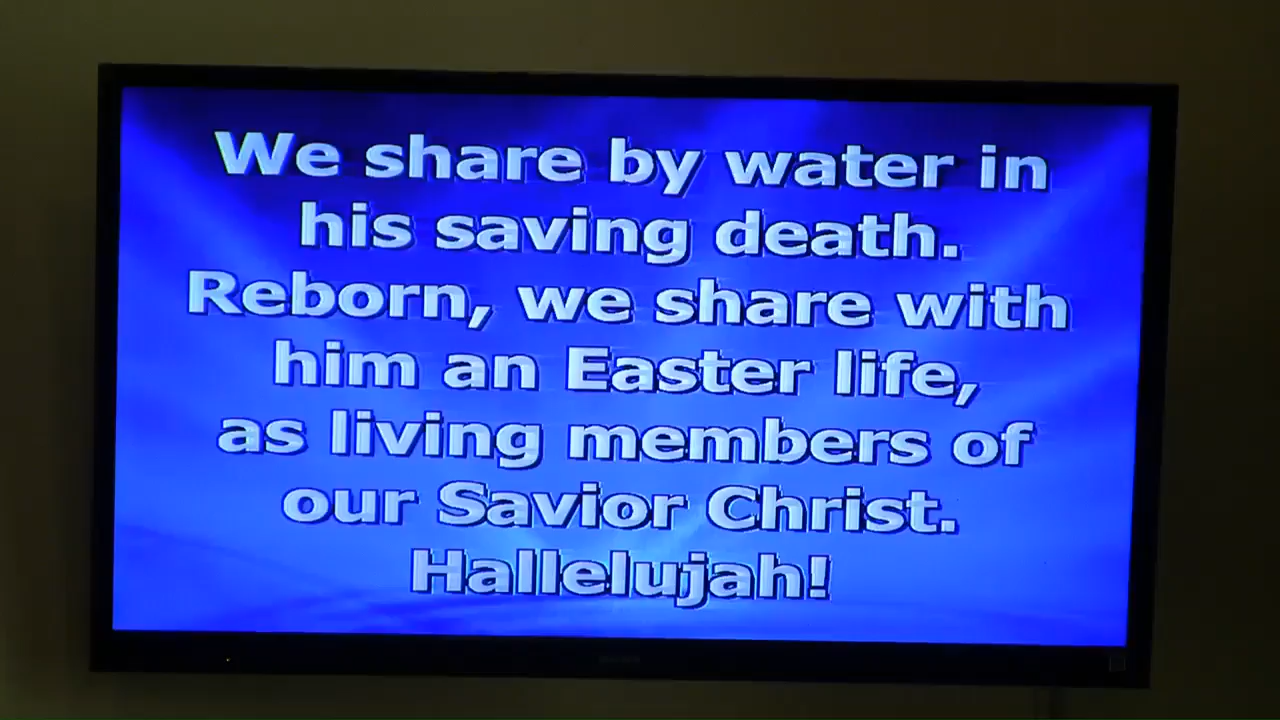 We share by water in
his saving death.
Reborn, we share with
him an Easter life,
as living members of
our Savior Christ.
Hallelujah!